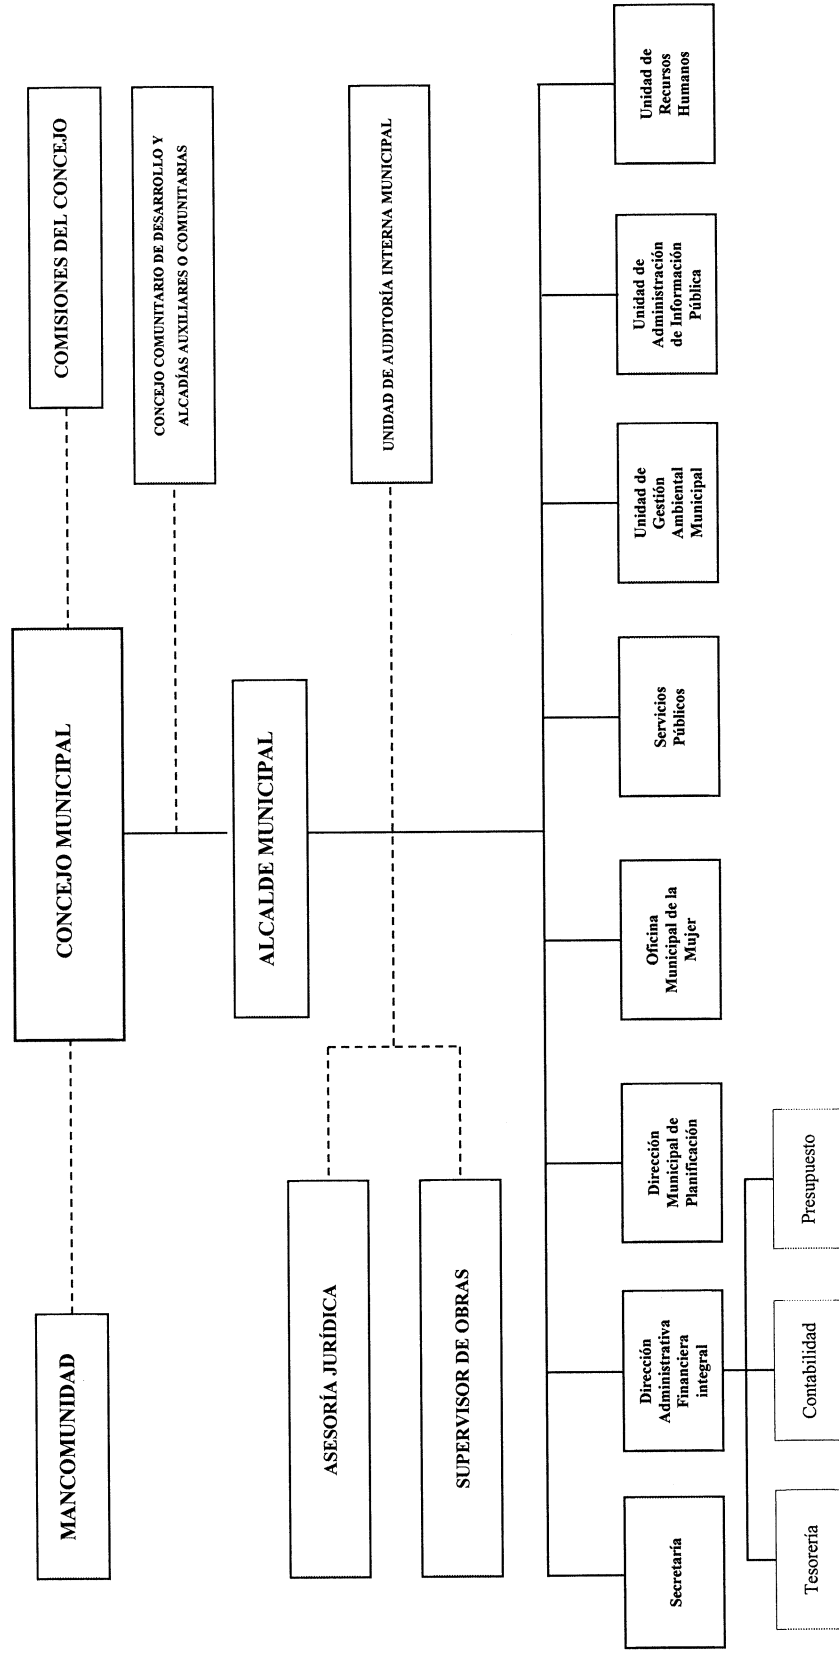 MANCOMUNIDAD
CONCEJO MUNICIPAL
COMISIONES DEL CONCEJO
CONCEJO COMUNITARIO DE DESARROLLO Y
ALCADÍAS AUXILIARES O COMUNITARIAS
ALCALDE MUNICIPAL
ASESORÍA JURÍDICA
UNIDAD DE AUDITORÍA INTERNA MUNICIPAL
SUPERVISOR DE OBRAS
Secretaría
Dirección
Administrativa
Financiera
integral
Dirección
Municipal de
Planificación
Oficina
Municipal de la
Mujer
Servicios
Públicos
Unidad de
Gestión
Ambiental
Municipal
Unidad de
Administración
de Información
Pública
Unidad de
Recursos
Humanos
Tesorería
Contabilidad
Presupuesto